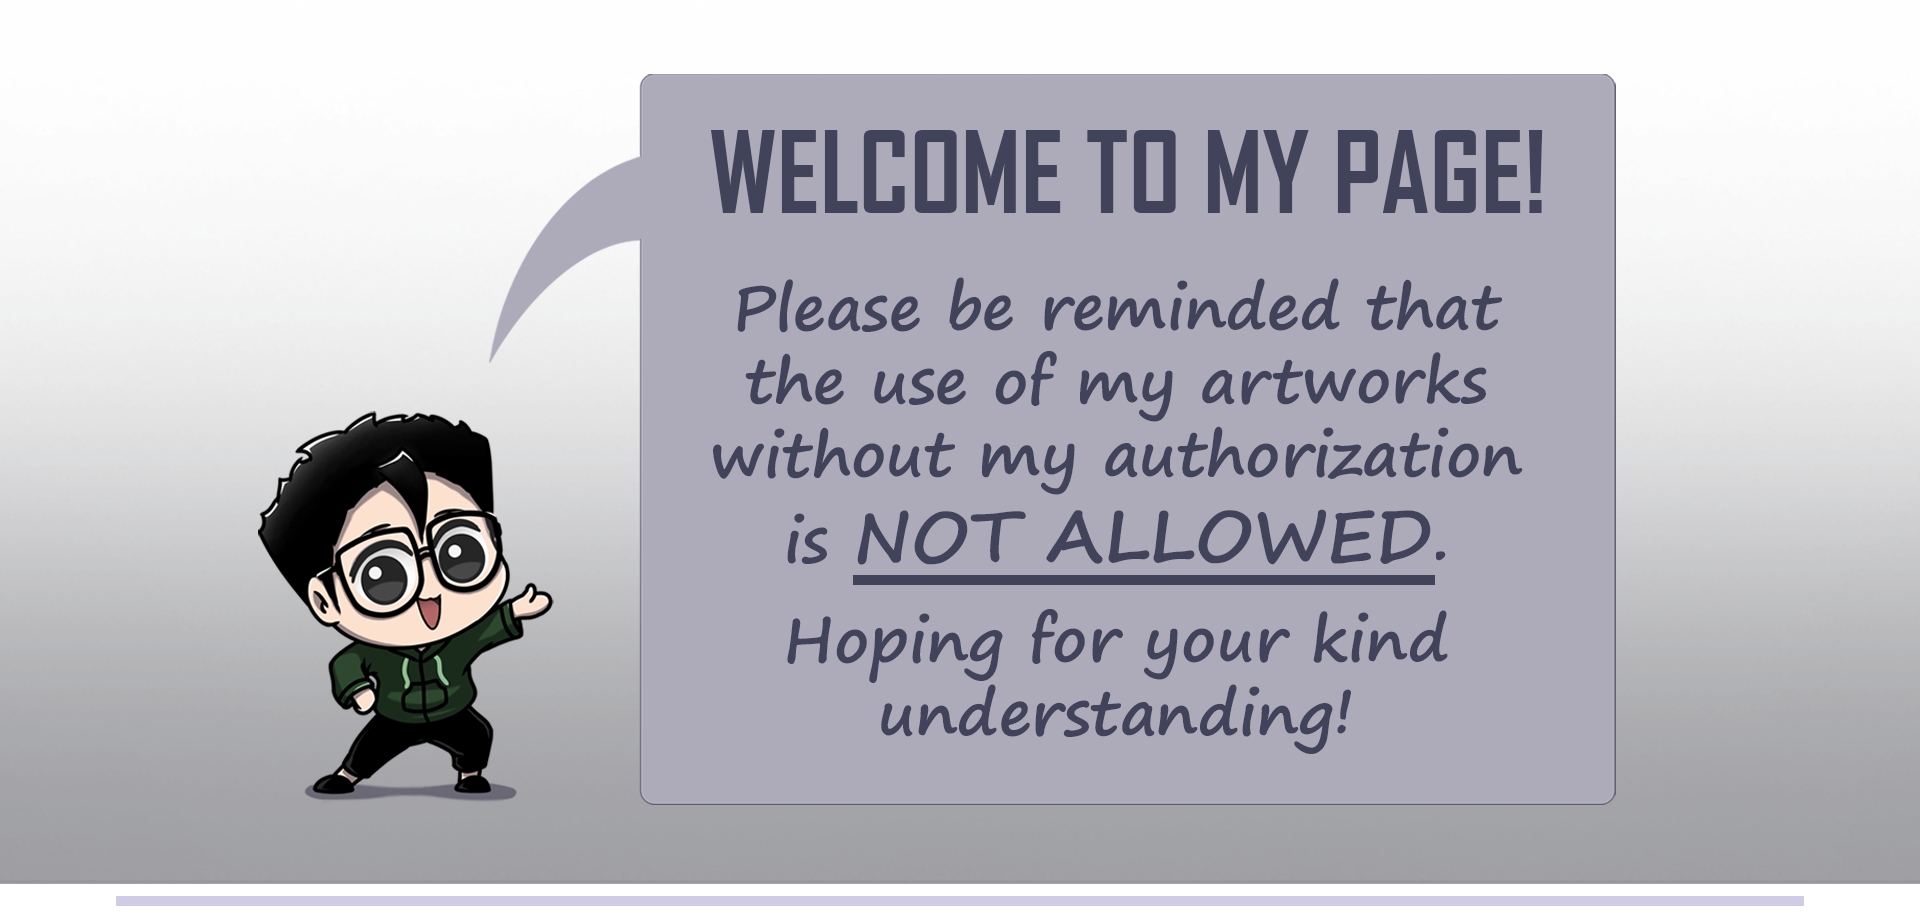 WELCOME TO MY PAGE!
Please be reminded that
the use of my artworks
without my authorization
is NOT ALLOWED.
Hoping for your kind
understanding!